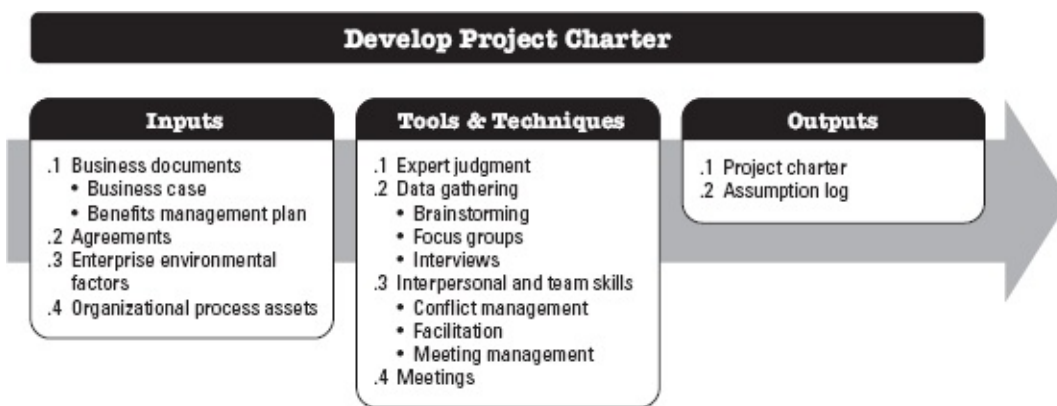 Develop Project Charter
Inputs
.1 Business documents
• Business case
• Benefits management plan
.2 Agreements
.3 Enterprise environmental
factors
.4 Organizational process assets
Tools & Techniques
.1 Expert judgment
.2 Data gathering
• Brainstorming
• Focus groups
• Interviews
.3 Interpersonal and team skills
• Conflict management
• Facilitation
• Meeting management
.4 Meetings
Outputs
.1 Project charter
.2 Assumption log